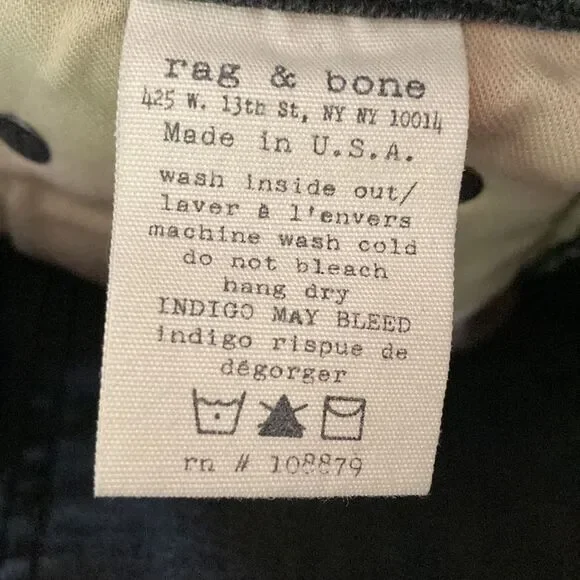 rag & bone
425 W. 13th St, NY NY 10014
Made in U.S.A.
wash inside out/
laver à l'envers
machine wash cold
do not bleach
hang dry
INDIGO MAY BLEED
indigo rispue de
dégorger
rn # 108879